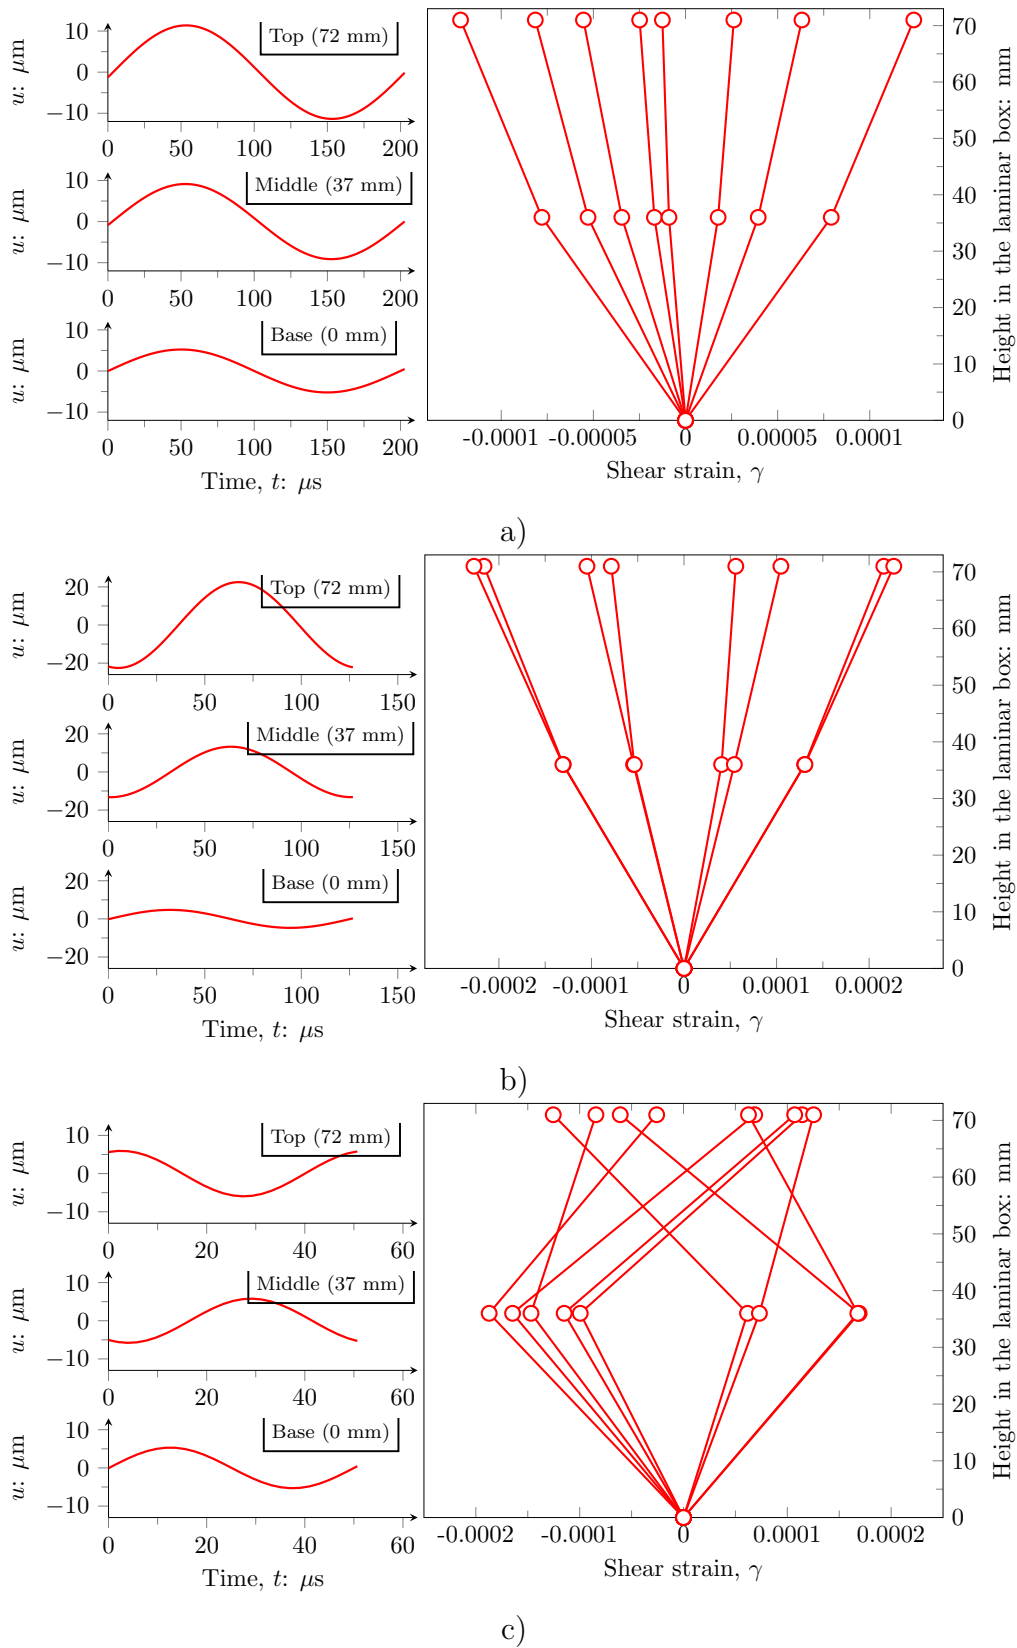 Top (72 mm)
10
0
−10
u: μm
0 50 100 150 200
Middle (37 mm)
10
0
−10
u: μm
0 50 100 150 200
Base (0 mm)
10
0
−10
u: μm
0 50 100 150 200
Time, t: μs
70
60
50
40
30
20
10
0
Height in the laminar box: mm
-0.0001 -0.00005 0 0.00005 0.0001
Shear strain, γ
a)
Top (72 mm)
20
0
−20
u: μm
0 50 100 150
Middle (37 mm)
20
0
−20
u: μm
0 50 100 150
Base (0 mm)
20
0
−20
u: μm
0 50 100 150
Time, t: μs
70
60
50
40
30
20
10
0
Height in the laminar box: mm
-0.0002 -0.0001 0 0.0001 0.0002
Shear strain, γ
b)
Top (72 mm)
10
0
−10
u: μm
0 20 40 60
Middle (37 mm)
10
0
−10
u: μm
0 20 40 60
Base (0 mm)
10
0
−10
u: μm
0 20 40 60
Time, t: μs
70
60
50
40
30
20
10
0
Height in the laminar box: mm
-0.0002 -0.0001 0 0.0001 0.0002
Shear strain, γ
c)